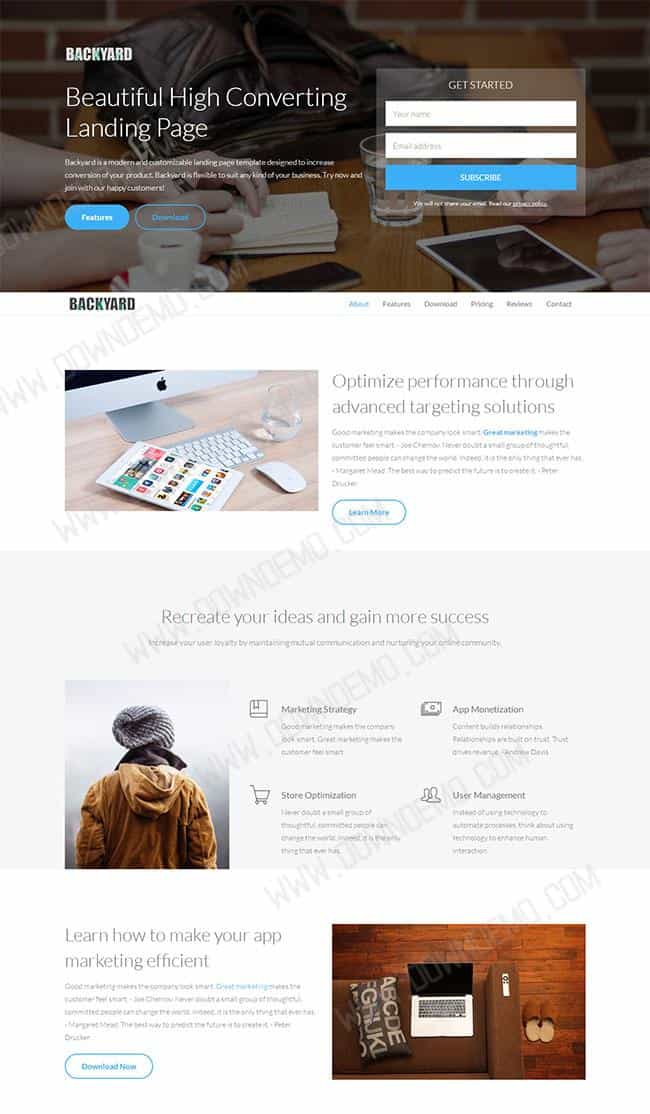 BACKYARD
Beautiful High Converting
Landing Page
Backyard is a modern and customizable landing page template designed to increase
conversion of your product. Backyard is flexible to suit any kind of your business. Try now and
join with our happy customers!
Features
Download
GET STARTED
Your name
Email address
SUBSCRIBE
We will not share your email. Read our privacy policy.
BACKYARD
About
Features
Download
Pricing
Reviews
Contact
Optimize performance through
advanced targeting solutions
Good marketing makes the company look smart. Great marketing makes the
customer feel smart. - Joe Chernov. Never doubt a small group of thoughtful,
committed people can change the world. Indeed, it is the only thing that ever has.
- Margaret Mead. The best way to predict the future is to create it. - Peter
Drucker
Learn More
Recreate your ideas and gain more success
Increase your user loyalty by maintaining mutual communication and nurturing your online community.
Marketing Strategy
Good marketing makes the company
look smart. Great marketing makes the
customer feel smart
App Monetization
Content builds relationships.
Relationships are built on trust. Trust
drives revenue. - Andrew Davis
Store Optimization
Never doubt a small group of
thoughtful, committed people can
change the world. Indeed, it is the only
thing that ever has.
User Management
Instead of using technology to
automate processes, think about using
technology to enhance human
interaction.
Learn how to make your app
marketing efficient
Good marketing makes the company look smart. Great marketing makes the
customer feel smart. - Joe Chernov. Never doubt a small group of thoughtful,
committed people can change the world. Indeed, it is the only thing that ever has.
- Margaret Mead. The best way to predict the future is to create it. - Peter
Drucker
Download Now
ABCDE
WWW.DOWNDEMO.COM
WWW.DOWNDEMO.COM
WWW.DOWNDEMO.COM
WWW.DOWNDEMO.COM
WWW.DOWNDEMO.COM